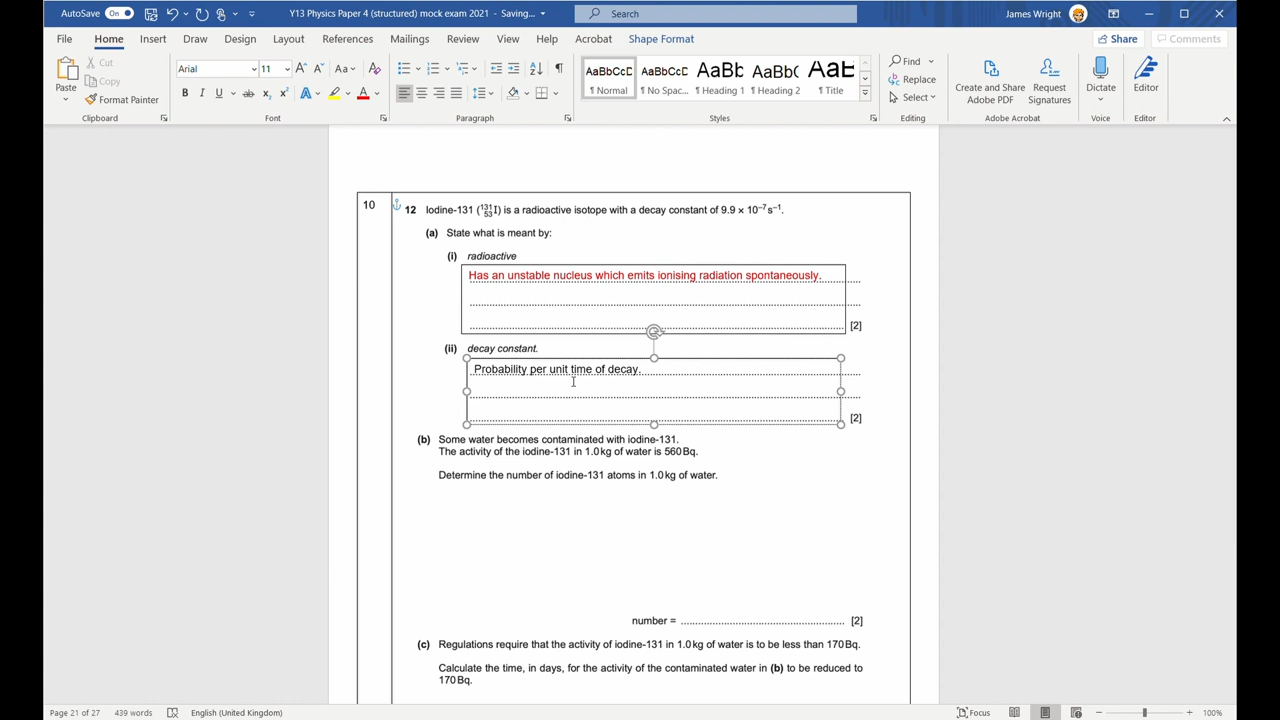 AutoSave On Y13 Physics Paper 4 (structured) mock exam 2021 - Saving... Search James Wright
File Home Insert Draw Design Layout References Mailings Review View Help Acrobat Shape Format Share Comments
Paste Cut Copy Format Painter
Arial 11
AaBbCcD ¶ Normal AaBbCcD ¶ No Spac... AaBb( ¶ Heading 1 AaBb( ¶ Heading 2 AaB ¶ Title
Find Replace Select
Create and Share Adobe PDF Request Signatures Dictate Editor
Clipboard Font Paragraph Styles Editing Adobe Acrobat Voice Editor
10
12 Iodine-131 (¹³¹₅₃I) is a radioactive isotope with a decay constant of 9.9 × 10⁻⁷ s⁻¹.
(a) State what is meant by:
(i) radioactive
Has an unstable nucleus which emits ionising radiation spontaneously.
[2]
(ii) decay constant.
Probability per unit time of decay.
[2]
(b) Some water becomes contaminated with iodine-131.
The activity of the iodine-131 in 1.0 kg of water is 560 Bq.
Determine the number of iodine-131 atoms in 1.0 kg of water.
number = ................................................... [2]
(c) Regulations require that the activity of iodine-131 in 1.0 kg of water is to be less than 170 Bq.
Calculate the time, in days, for the activity of the contaminated water in (b) to be reduced to
170 Bq.
Page 21 of 27 439 words English (United Kingdom) Focus 100%